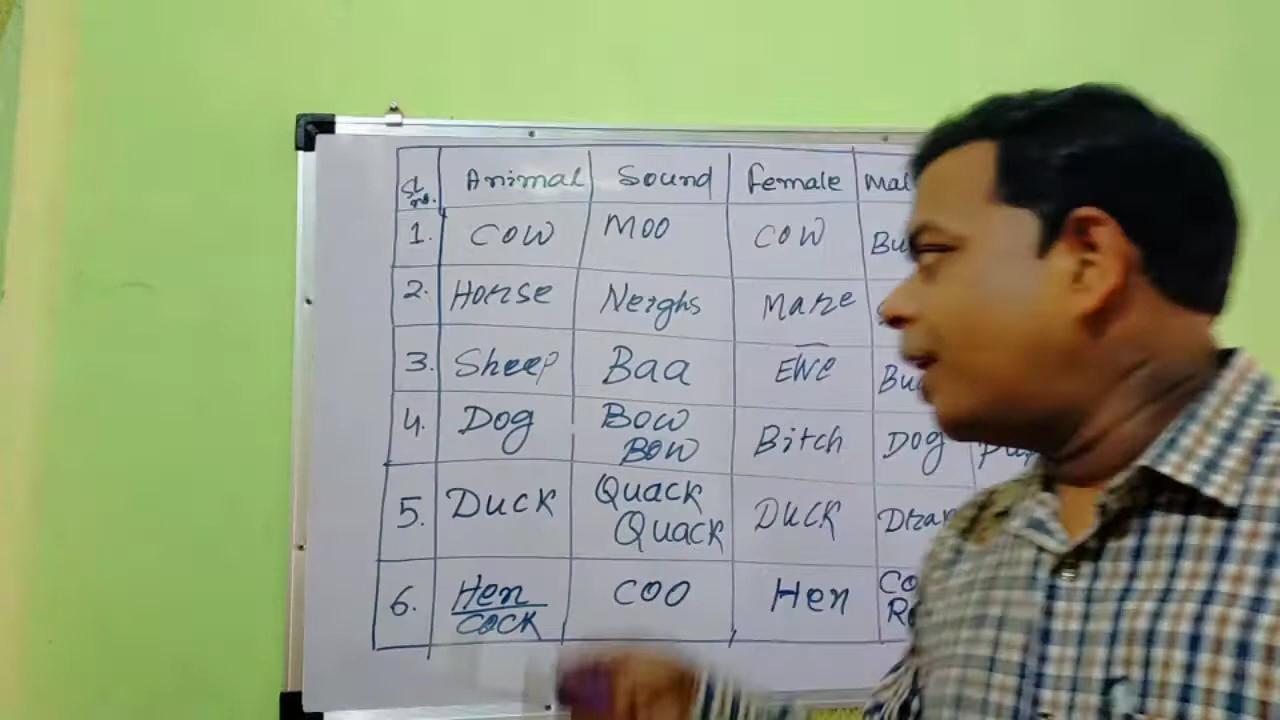 Sl no. Animal Sound Female
1. COW MOO COW
2. Horse Neighs Mare
3. Sheep Baa EWE
4. Dog Bow Bow Bitch Dog
5. DUCK Quack Quack DUCK
6. Hen COCK COO Hen